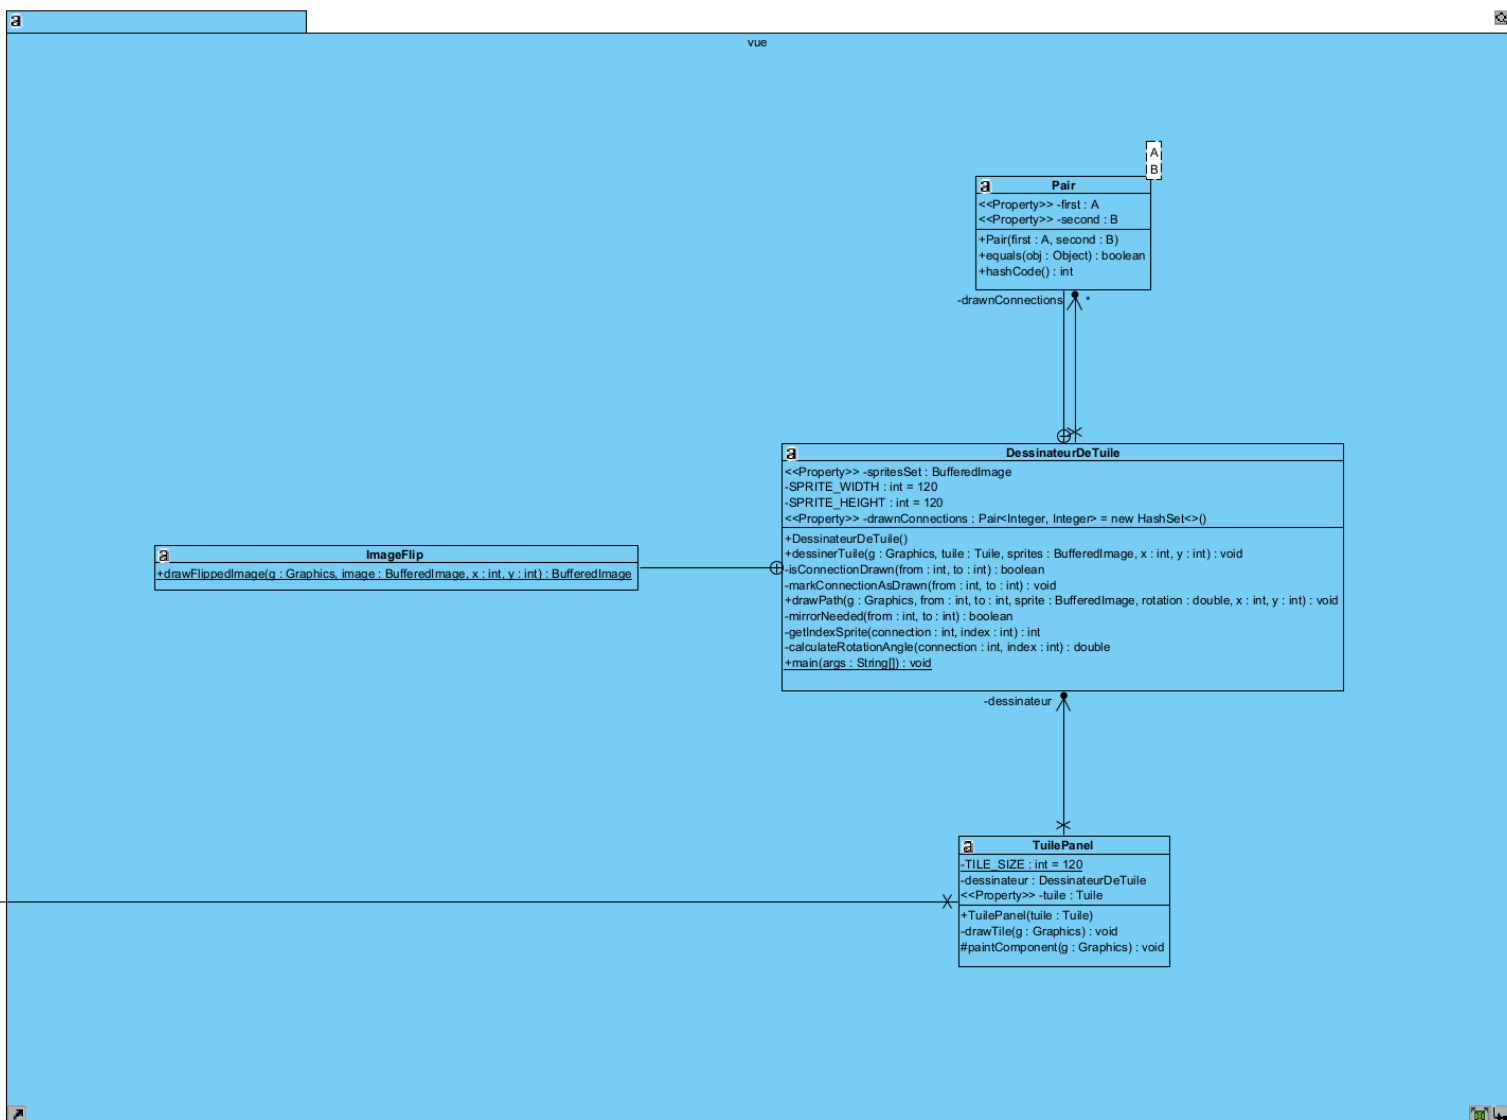 a
vue
A
B
a Pair
<<Property>> -first : A
<<Property>> -second : B
+Pair(first : A, second : B)
+equals(obj : Object) : boolean
+hashCode() : int
-drawnConnections *
a DessinateurDeTuile
<<Property>> -spritesSet : BufferedImage
-SPRITE_WIDTH : int = 120
-SPRITE_HEIGHT : int = 120
<<Property>> -drawnConnections : Pair<Integer, Integer> = new HashSet<>()
+DessinateurDeTuile()
+dessinerTuile(g : Graphics, tuile : Tuile, sprites : BufferedImage, x : int, y : int) : void
-isConnectionDrawn(from : int, to : int) : boolean
-markConnectionAsDrawn(from : int, to : int) : void
+drawPath(g : Graphics, from : int, to : int, sprite : BufferedImage, rotation : double, x : int, y : int) : void
-mirrorNeeded(from : int, to : int) : boolean
-getIndexSprite(connection : int, index : int) : int
-calculateRotationAngle(connection : int, index : int) : double
+main(args : String[]) : void
a ImageFlip
+drawFlippedImage(g : Graphics, image : BufferedImage, x : int, y : int) : BufferedImage
-dessinateur
a TuilePanel
-TILE_SIZE : int = 120
-dessinateur : DessinateurDeTuile
<<Property>> -tuile : Tuile
+TuilePanel(tuile : Tuile)
-drawTile(g : Graphics) : void
#paintComponent(g : Graphics) : void